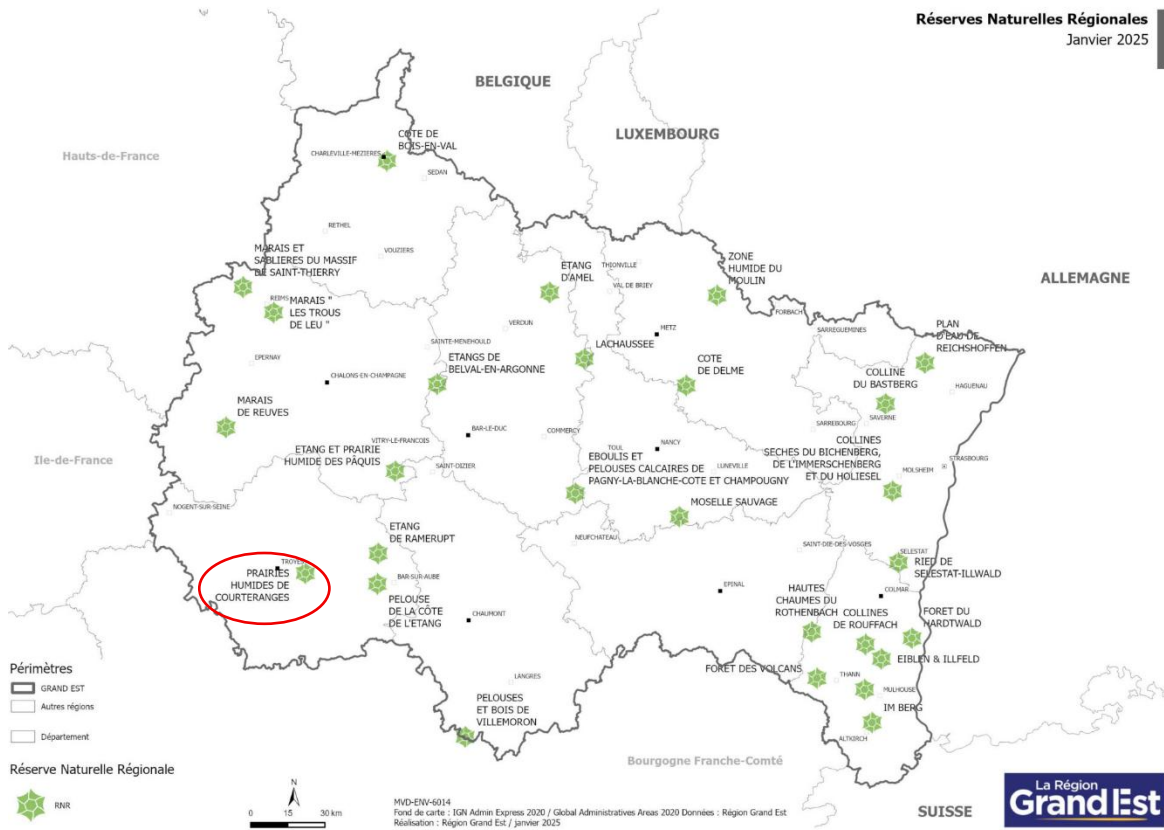 Réserves Naturelles Régionales
Janvier 2025
BELGIQUE
LUXEMBOURG
Hauts-de-France
COTE DE
BOIS-EN-VAL
CHARLEVILLE-MEZIERES
SEDAN
RETHEL
VOUZIERS
MARAIS ET
SABLIERES DU MASSIF
DE SAINT-THIERRY
REIMS
MARAIS "
LES TROUS
DE LEU "
ETANG
D'AMEL
THIONVILLE
VAL DE BRIEY
ZONE
HUMIDE DU
MOULIN
ALLEMAGNE
FORBACH
SARREGUEMINES
PLAN
D'EAU DE
REICHSHOFFEN
VERDUN
METZ
SAINTE-MENEHOULD
LACHAUSSEE
EPERNAY
ETANGS DE
BELVAL-EN-ARGONNE
COTE
DE DELME
COLLINE
DU BASTBERG
HAGUENAU
CHALONS-EN-CHAMPAGNE
MARAIS
DE REUVES
SAVERNE
SARREBOURG
BAR-LE-DUC
COMMERCY
VITRY-LE-FRANCOIS
TOUL
NANCY
COLLINES
SECHES DU BICHENBERG,
DE L'IMMERSCHENBERG
ET DU HOLIESEL
STRASBOURG
MOLSHEIM
Ile-de-France
ETANG ET PRAIRIE
HUMIDE DES PÂQUIS
SAINT-DIZIER
EBOULIS ET
PELOUSES CALCAIRES DE
PAGNY-LA-BLANCHE-COTE ET CHAMPOUGNY
LUNEVILLE
MOSELLE SAUVAGE
NOGENT-SUR-SEINE
ETANG
DE RAMERUPT
NEUFCHATEAU
SAINT-DIE-DES-VOSGES
SELESTAT
RIED DE
SELESTAT-ILLWALD
TROYES
PRAIRIES
HUMIDES DE
COURTERANGES
BAR-SUR-AUBE
PELOUSE
DE LA CÔTE
DE L'ETANG
CHAUMONT
EPINAL
HAUTES
CHAUMES DU
ROTHENBACH
COLMAR
COLLINES
DE ROUFFACH
FORET DU
HARDTWALD
EIBLEN & ILLFELD
FORET DES VOLCANS
THANN
MULHOUSE
IM BERG
ALTKIRCH
LANGRES
PELOUSES
ET BOIS DE
VILLEMORON
Bourgogne Franche-Comté
SUISSE
Périmètres
GRAND EST
Autres régions
Département
Réserve Naturelle Régionale
RNR
N
0 15 30 km
MVD-ENV-6014
Fond de carte : IGN Admin Express 2020 / Global Administratives Areas 2020 Données : Région Grand Est
Réalisation : Région Grand Est / janvier 2025
La Région
Grand Est